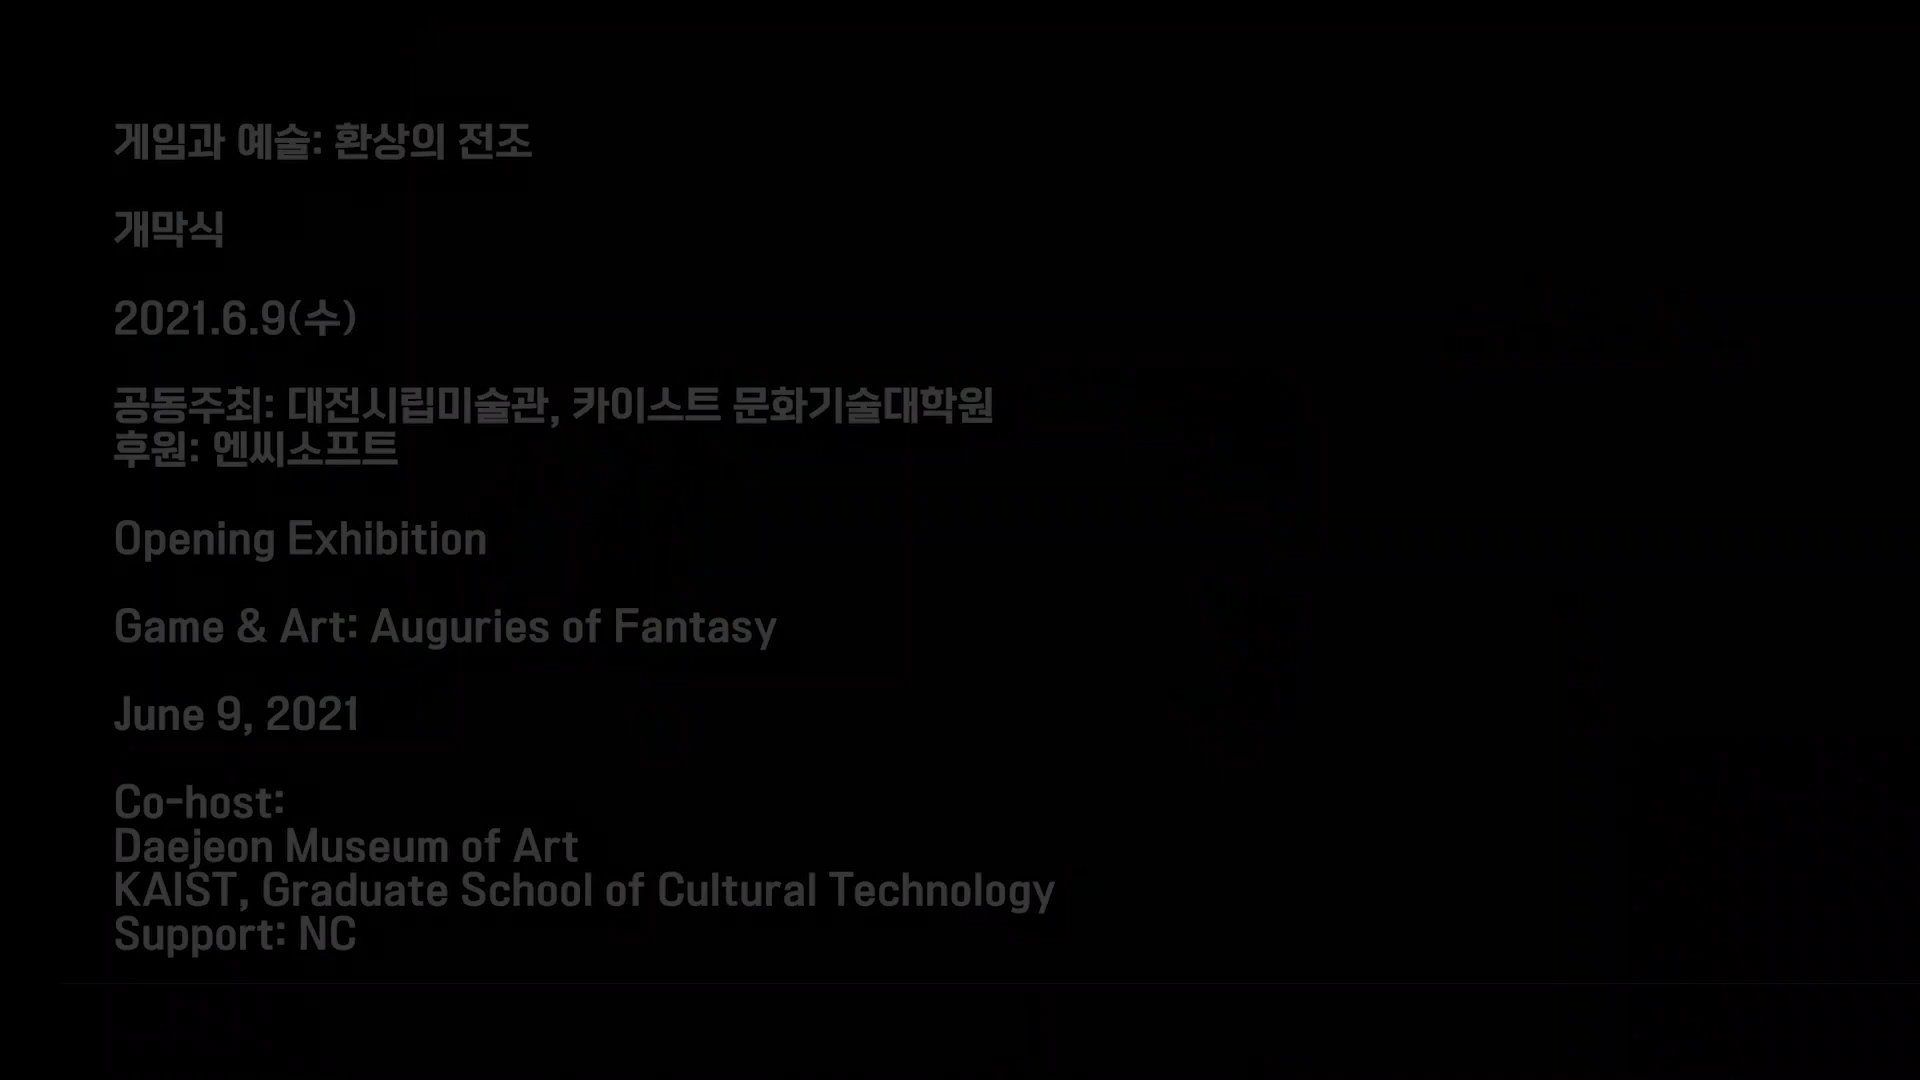 게임과 예술: 환상의 전조
개막식
2021.6.9(수)
공동주최: 대전시립미술관, 카이스트 문화기술대학원
후원: 엔씨소프트
Opening Exhibition
Game & Art: Auguries of Fantasy
June 9, 2021
Co-host:
Daejeon Museum of Art
KAIST, Graduate School of Cultural Technology
Support: NC